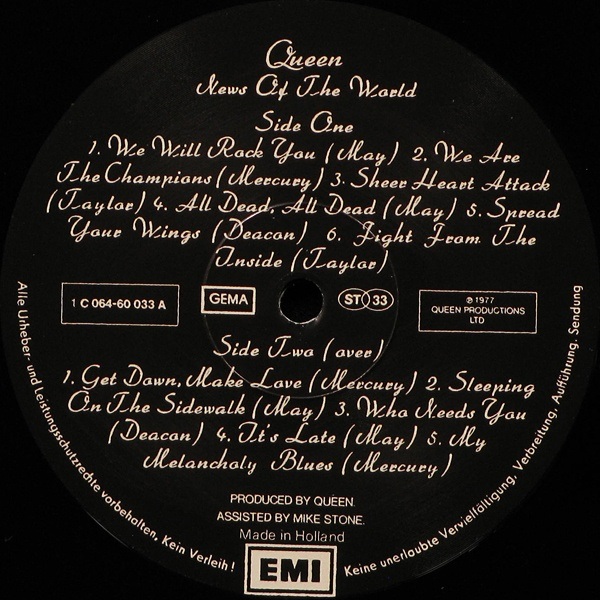 Queen
News Of The World
Side One
1. We Will Rock You (May) 2. We Are
The Champions (Mercury) 3. Sheer Heart Attack
(Taylor) 4. All Dead, All Dead (May) 5. Spread
Your Wings (Deacon) 6. Fight From The
Inside (Taylor)
1 C 064-60 033 A
GEMA
ST 33
℗ 1977
QUEEN PRODUCTIONS
LTD
Side Two (over)
1. Get Down, Make Love (Mercury) 2. Sleeping
On The Sidewalk (May) 3. Who Needs You
(Deacon) 4. It's Late (May) 5. My
Melancholy Blues (Mercury)
PRODUCED BY QUEEN.
ASSISTED BY MIKE STONE.
Made in Holland
EMI
Alle Urheber- und Leistungsschutzrechte vorbehalten. Kein Verleih! Keine unerlaubte Vervielfältigung, Verbreitung, Aufführung, Sendung